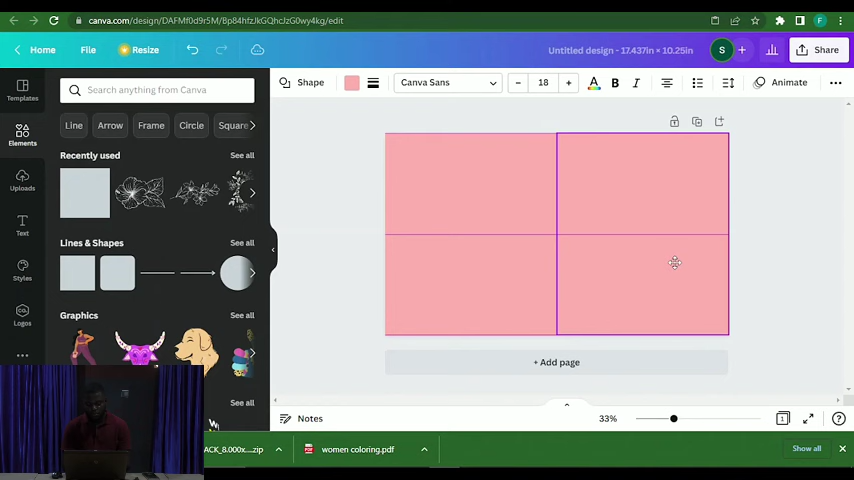 canva.com/design/DAFMf0d9r5M/Bp84hfzJkGQhcJzG0wy4kg/edit
F
Home
File
Resize
Untitled design - 17.437in × 10.25in
S
+
Share
Templates
Elements
Uploads
Text
Styles
Logos
Search anything from Canva
Line
Arrow
Frame
Circle
Square
Recently used
See all
Lines & Shapes
See all
Graphics
See all
See all
Shape
Canva Sans
– 18 +
A
B
I
Animate
+ Add page
Notes
33%
1
?
ACK_8.000x....zip
women coloring.pdf
Show all